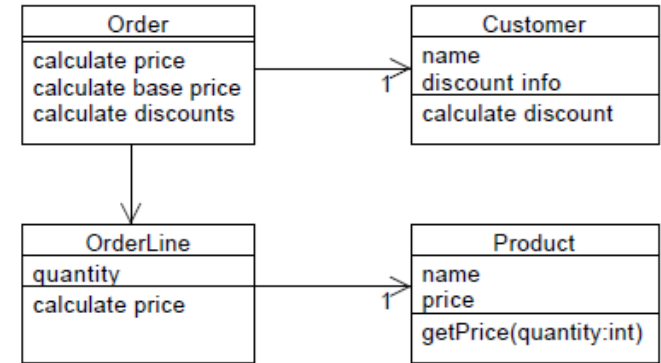 Order
calculate price
calculate base price
calculate discounts
1
Customer
name
discount info
calculate discount
OrderLine
quantity
calculate price
1
Product
name
price
getPrice(quantity:int)